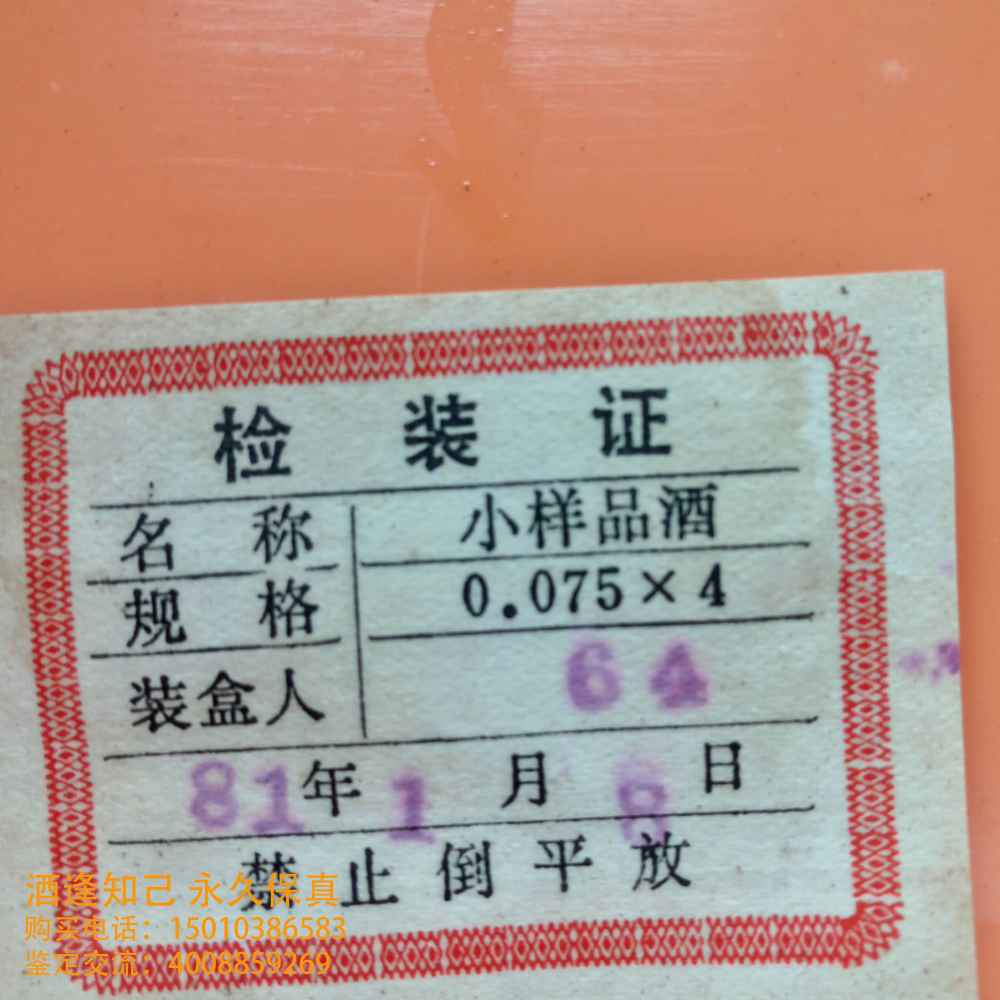 检装证
名称 小样品酒
规格 0.075×4
装盒人 64
81年1月8日
禁止倒平放
酒逢知己 永久保真
购买电话：15010386583
鉴定交流：4008859269